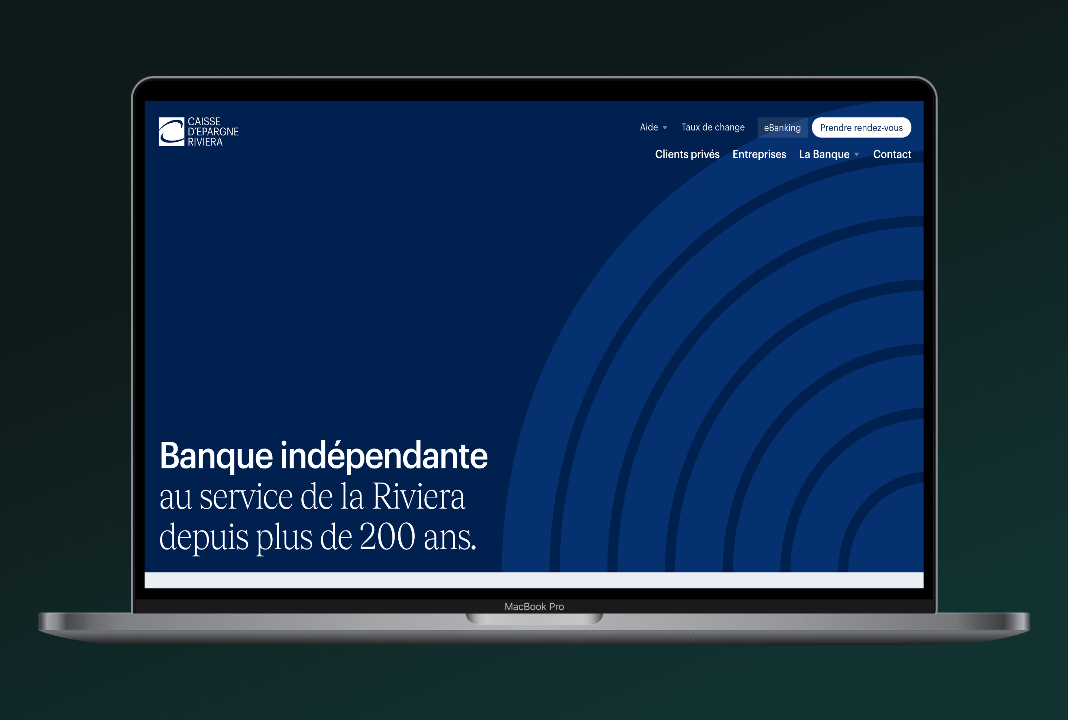 CAISSE
D'EPARGNE
RIVIERA
Aide
Taux de change
eBanking
Prendre rendez-vous
Clients privés
Entreprises
La Banque
Contact
Banque indépendante
au service de la Riviera
depuis plus de 200 ans.
MacBook Pro